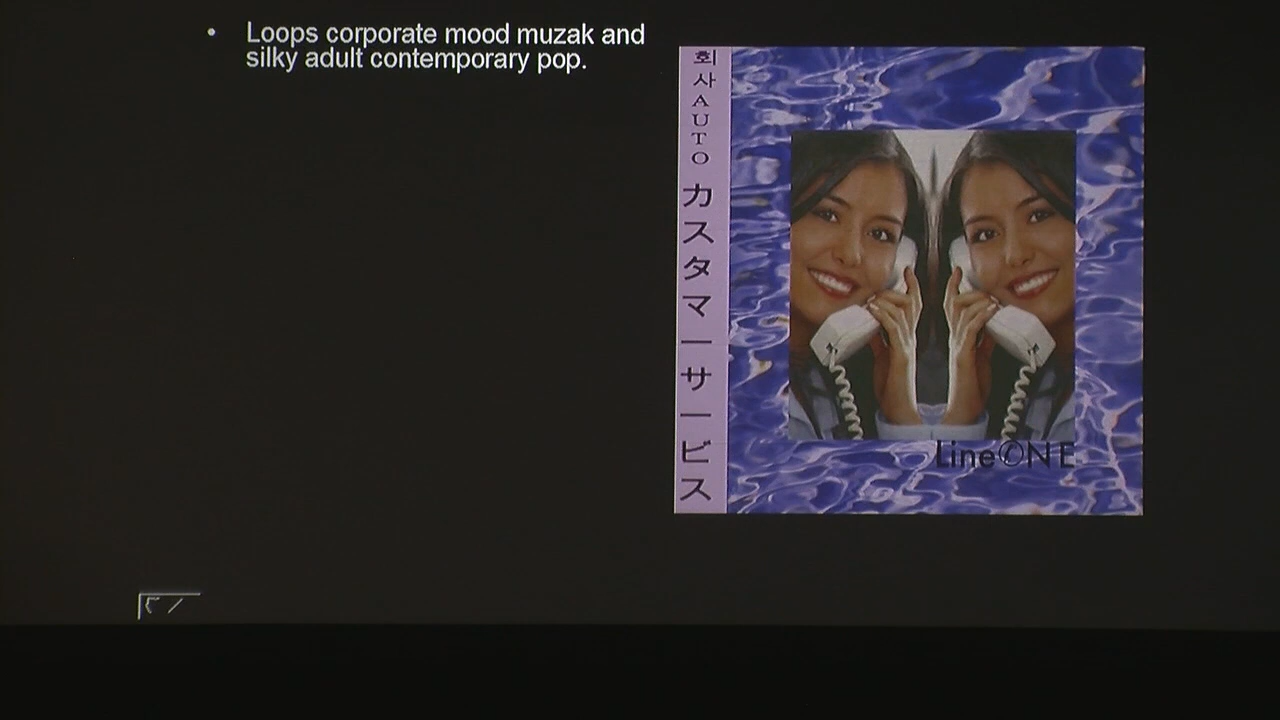 • Loops corporate mood muzak and
silky adult contemporary pop.
회사AUTO カスタマーサービス
Line©NE